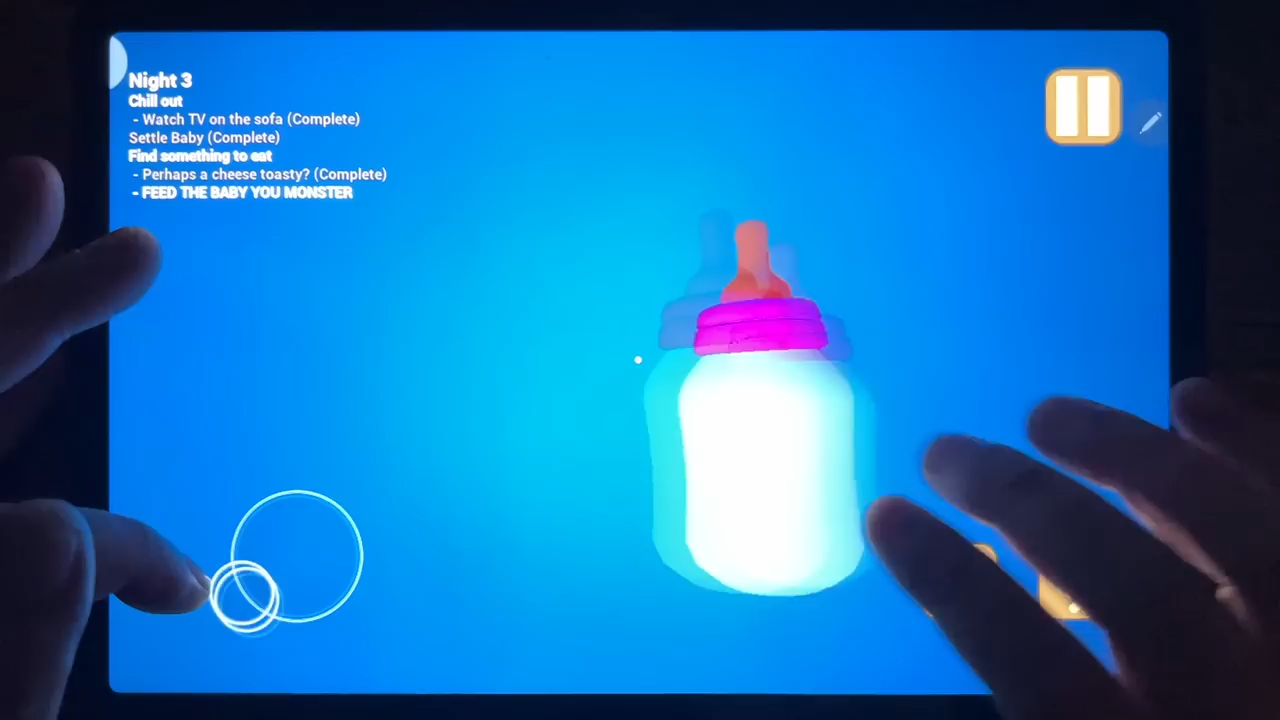 Night 3
Chill out
- Watch TV on the sofa (Complete)
Settle Baby (Complete)
Find something to eat
- Perhaps a cheese toasty? (Complete)
- FEED THE BABY YOU MONSTER